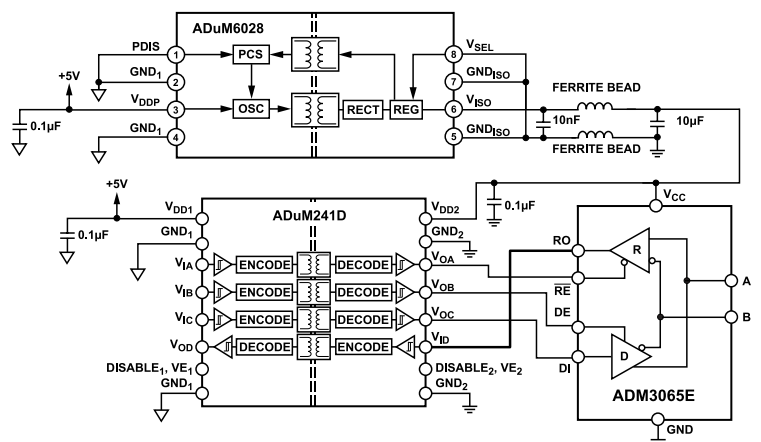 ADuM6028
PDIS
1
PCS
8
VSEL
GND1
2
7
GNDISO
+5V
FERRITE BEAD
VDDP
3
OSC
RECT
REG
6
VISO
0.1µF
10nF
10µF
GND1
4
5
GNDISO
FERRITE BEAD
+5V
ADuM241D
VDD1
VDD2
0.1µF
VCC
0.1µF
GND1
GND2
RO
R
VIA
ENCODE
DECODE
VOA
RE
A
VIB
ENCODE
DECODE
VOB
DE
B
VIC
ENCODE
DECODE
VOC
VOD
DECODE
ENCODE
VID
D
DI
DISABLE1, VE1
DISABLE2, VE2
GND1
GND2
ADM3065E
GND